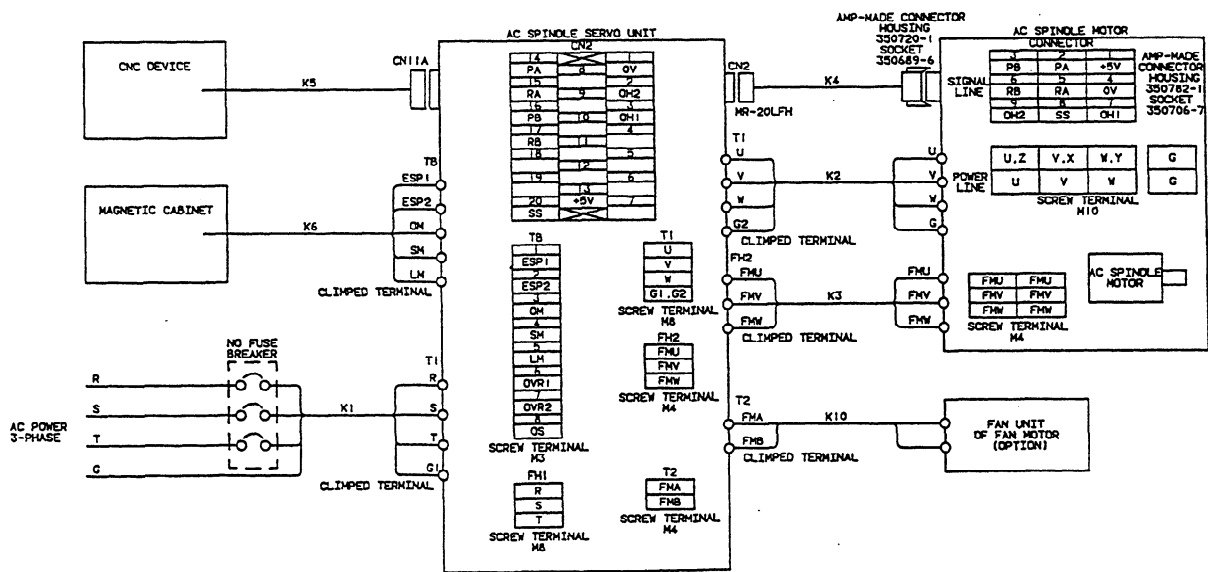 AC SPINDLE SERVO UNIT
CN2
14 1
PA 8 0V
15 2
RA 9 OH2
16 3
PB 10 OH1
17 4
RB 11
18 5
12
19 6
13
20 +5V 7
SS
CNC DEVICE
K5
CN11A
MAGNETIC CABINET
K6
T8
ESP1
ESP2
OM
SM
LM
CLIMPED TERMINAL
NO FUSE
BREAKER
AC POWER
3-PHASE
R
S
T
G
K1
T1
R
S
T
G1
CLIMPED TERMINAL
T8
1
ESP1
2
ESP2
3
OM
4
SM
5
LM
6
OVR1
7
OVR2
8
OS
SCREW TERMINAL
M3
FH1
R
S
T
SCREW TERMINAL
M8
T1
U
V
W
G1.G2
SCREW TERMINAL
M8
FH2
FMU
FMV
FMW
SCREW TERMINAL
M4
T2
FMA
FMB
SCREW TERMINAL
M4
CN2
MR-20LFH
K4
AMP-MADE CONNECTOR
HOUSING
350720-1
SOCKET
350689-6
T1
U
V
W
G2
K2
CLIMPED TERMINAL
U
V
W
G
FH2
FMU
FMV
FMW
K3
CLIMPED TERMINAL
FMU
FMV
FMW
T2
FMA
FMB
K10
CLIMPED TERMINAL
FAN UNIT
OF FAN MOTOR
(OPTION)
AC SPINDLE MOTOR
CONNECTOR
SIGNAL
LINE
3 2 1
PB PA +5V
6 5 4
RB RA 0V
9 8 7
OH2 SS OH1
AMP-MADE
CONNECTOR
HOUSING
350782-1
SOCKET
350706-7
POWER
LINE
U.Z V.X W.Y G
U V W G
SCREW TERMINAL
M10
AC SPINDLE
MOTOR
FMU FMU
FMV FMV
FMW FMW
SCREW TERMINAL
M4